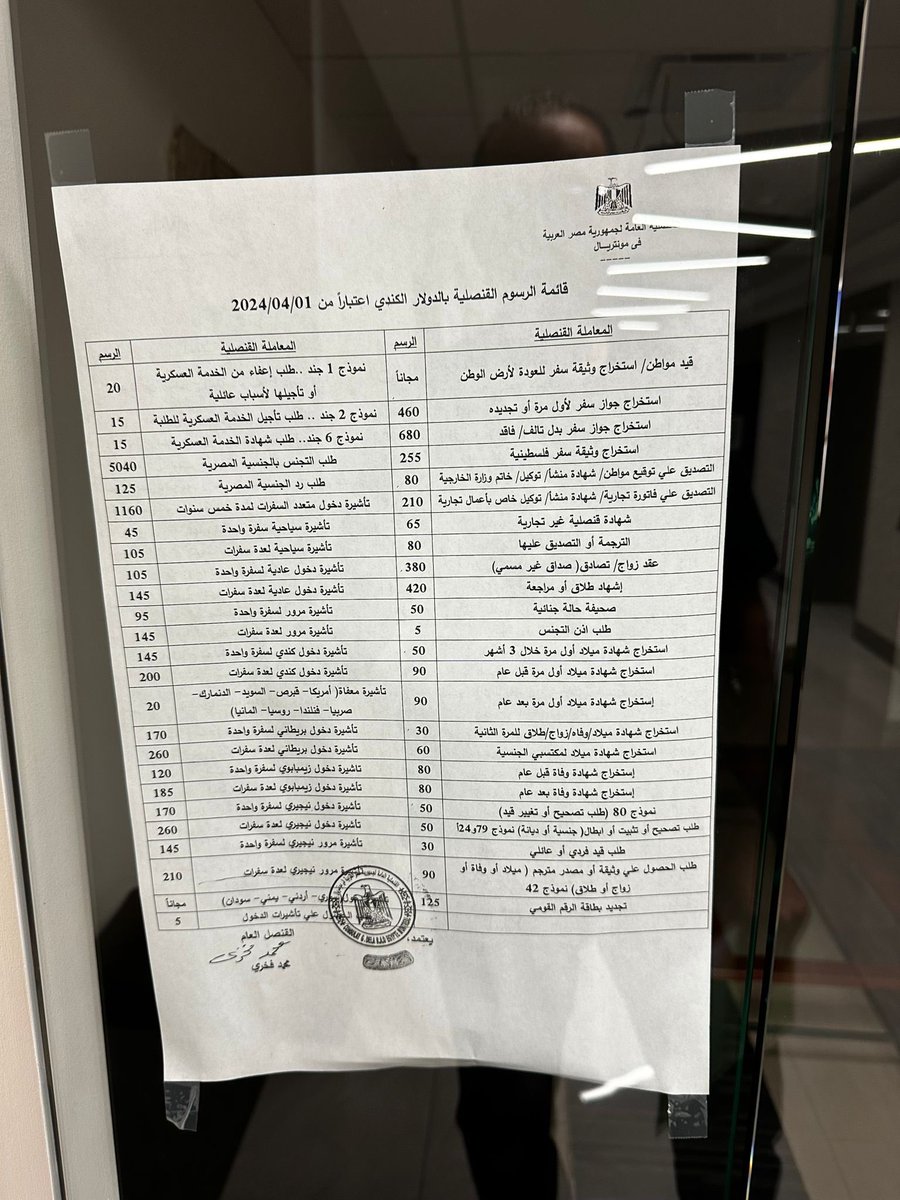 العامة لجمهورية مصر العربية
فى مونتريال
-----
قائمة الرسوم القنصلية بالدولار الكندي اعتباراً من 2024/04/01
المعاملة القنصلية
الرسم
قيد مواطن/ استخراج وثيقة سفر للعودة لأرض الوطن
مجاناً
استخراج جواز سفر لأول مرة أو تجديده
460
استخراج جواز سفر بدل تالف/ فاقد
680
استخراج وثيقة سفر فلسطينية
255
التصديق علي توقيع مواطن/ شهادة منشأ/ توكيل/ خاتم وزارة الخارجية
80
التصديق علي فاتورة تجارية/ شهادة منشأ/ توكيل خاص بأعمال تجارية
210
شهادة قنصلية غير تجارية
65
الترجمة أو التصديق عليها
80
عقد زواج/ تصادق( صداق غير مسمي)
380
إشهاد طلاق أو مراجعة
420
صحيفة حالة جنائية
50
طلب اذن التجنس
5
استخراج شهادة ميلاد أول مرة خلال 3 أشهر
50
استخراج شهادة ميلاد أول مرة قبل عام
90
إستخراج شهادة ميلاد أول مرة بعد عام
90
استخراج شهادة ميلاد/وفاه/زواج/طلاق للمرة الثانية
30
استخراج شهادة ميلاد لمكتسبي الجنسية
60
إستخراج شهادة وفاة قبل عام
80
إستخراج شهادة وفاة بعد عام
80
نموذج 80 (طلب تصحيح أو تغيير قيد)
50
طلب تصحيح أو تثبيت أو ابطال( جنسية أو ديانة) نموذج 79و24أ
50
طلب قيد فردي أو عائلي
30
طلب الحصول علي وثيقة أو مصدر مترجم ( ميلاد أو وفاة أو
زواج أو طلاق) نموذج 42
90
تجديد بطاقة الرقم القومي
125
المعاملة القنصلية
الرسم
نموذج 1 جند ..طلب إعفاء من الخدمة العسكرية
أو تأجيلها لأسباب عائلية
20
نموذج 2 جند .. طلب تأجيل الخدمة العسكرية للطلبة
15
نموذج 6 جند.. طلب شهادة الخدمة العسكرية
15
طلب التجنس بالجنسية المصرية
5040
طلب رد الجنسية المصرية
125
تأشيرة دخول متعدد السفرات لمدة خمس سنوات
1160
تأشيرة سياحية سفرة واحدة
45
تأشيرة سياحية لعدة سفرات
105
تأشيرة دخول عادية لسفرة واحدة
105
تأشيرة دخول عادية لعدة سفرات
145
تأشيرة مرور لسفرة واحدة
95
تأشيرة مرور لعدة سفرات
145
تأشيرة دخول كندي لسفرة واحدة
145
تأشيرة دخول كندي لعدة سفرات
200
تأشيرة معفاة( أمريكا- قبرص- السويد- الدنمارك-
صربيا- فنلندا- روسيا- المانيا)
20
تأشيرة دخول بريطاني لسفرة واحدة
170
تأشيرة دخول بريطاني لعدة سفرات
260
تاشيرة دخول زيمبابوي لسفرة واحدة
120
تأشيرة دخول زيمبابوي لعدة سفرات
185
تأشيرة دخول نيجيري لسفرة واحدة
170
تأشيرة دخول نيجيري لعدة سفرات
260
تأشيرة مرور نيجيري لسفرة واحدة
145
مرور نيجيري لعدة سفرات
210
أردني- يمني- سودان)
مجاناً
علي تأشيرات الدخول
5
يعتمد،
القنصل العام
محمد فخري